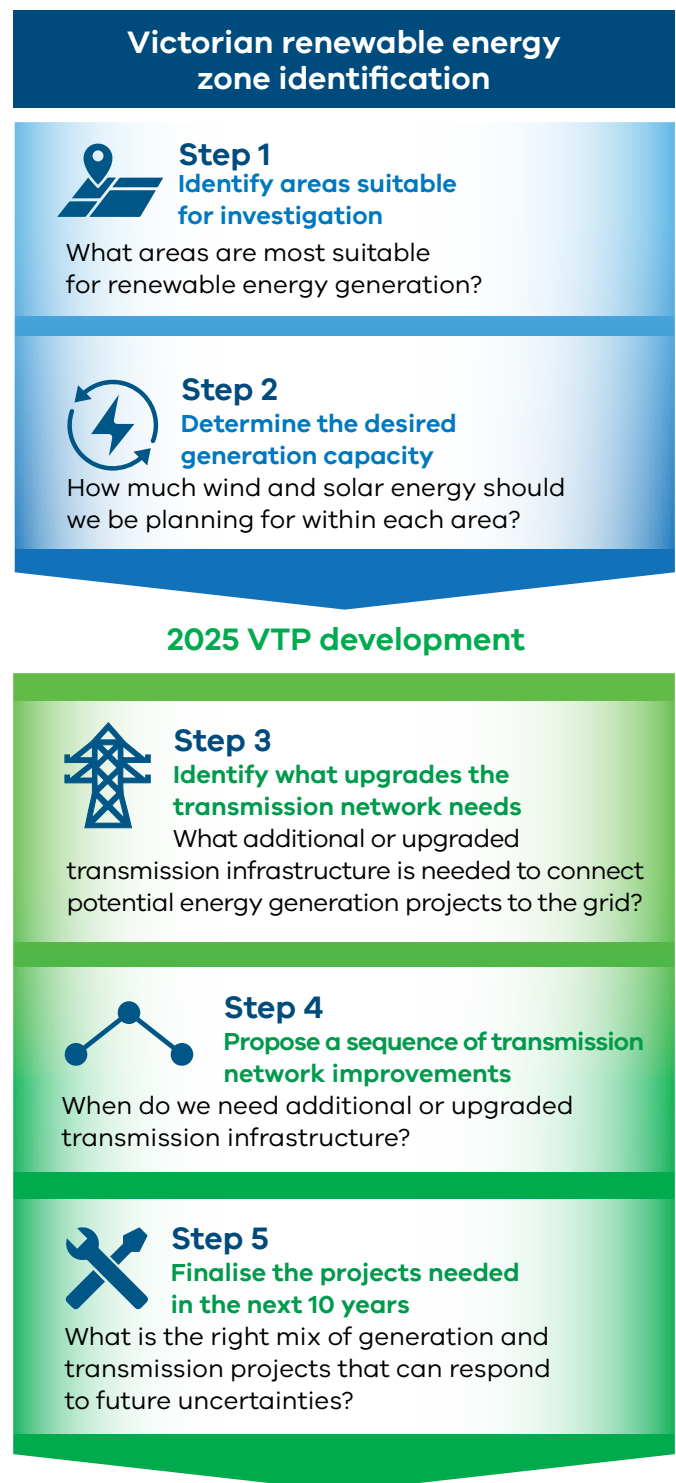 Victorian renewable energy
zone identification
Step 1
Identify areas suitable
for investigation
What areas are most suitable
for renewable energy generation?
Step 2
Determine the desired
generation capacity
How much wind and solar energy should
we be planning for within each area?
2025 VTP development
Step 3
Identify what upgrades the
transmission network needs
What additional or upgraded
transmission infrastructure is needed to connect
potential energy generation projects to the grid?
Step 4
Propose a sequence of transmission
network improvements
When do we need additional or upgraded
transmission infrastructure?
Step 5
Finalise the projects needed
in the next 10 years
What is the right mix of generation and
transmission projects that can respond
to future uncertainties?